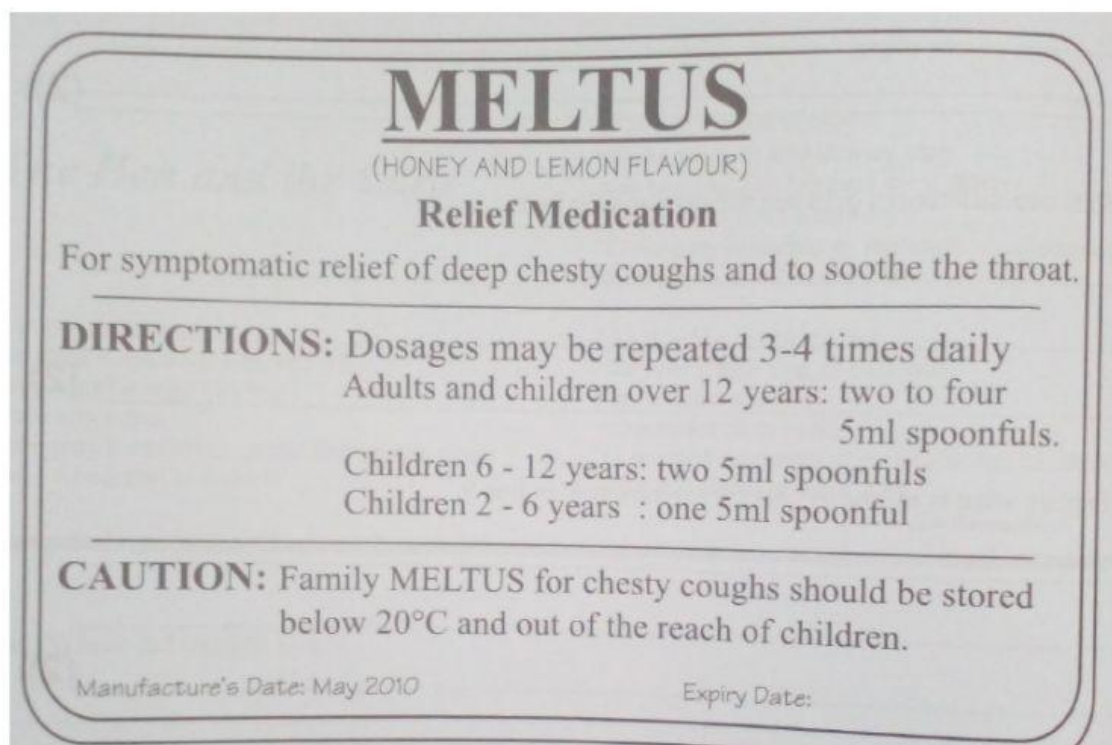 MELTUS
(HONEY AND LEMON FLAVOUR)
Relief Medication
For symptomatic relief of deep chesty coughs and to soothe the throat.
DIRECTIONS: Dosages may be repeated 3-4 times daily
Adults and children over 12 years: two to four
5ml spoonfuls.
Children 6 - 12 years: two 5ml spoonfuls
Children 2 - 6 years : one 5ml spoonful
CAUTION: Family MELTUS for chesty coughs should be stored
below 20°C and out of the reach of children.
Manufacture's Date: May 2010 Expiry Date: